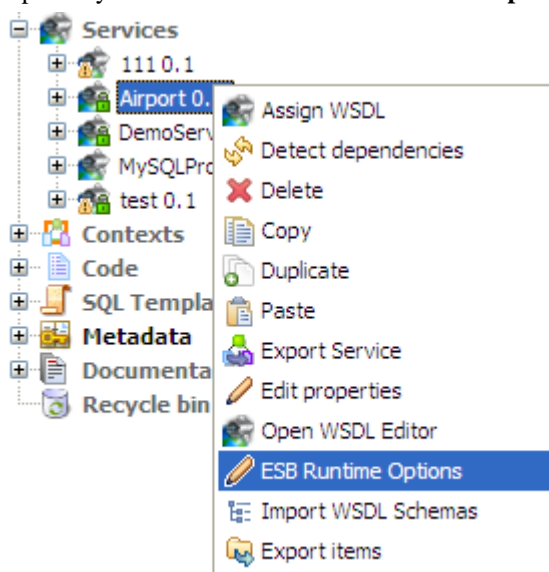 Services
111 0.1
Airport 0.
DemoServ
MySQLPro
test 0.1
Contexts
Code
SQL Templa
Metadata
Documenta
Recycle bin
Assign WSDL
Detect dependencies
Delete
Copy
Duplicate
Paste
Export Service
Edit properties
Open WSDL Editor
ESB Runtime Options
Import WSDL Schemas
Export items